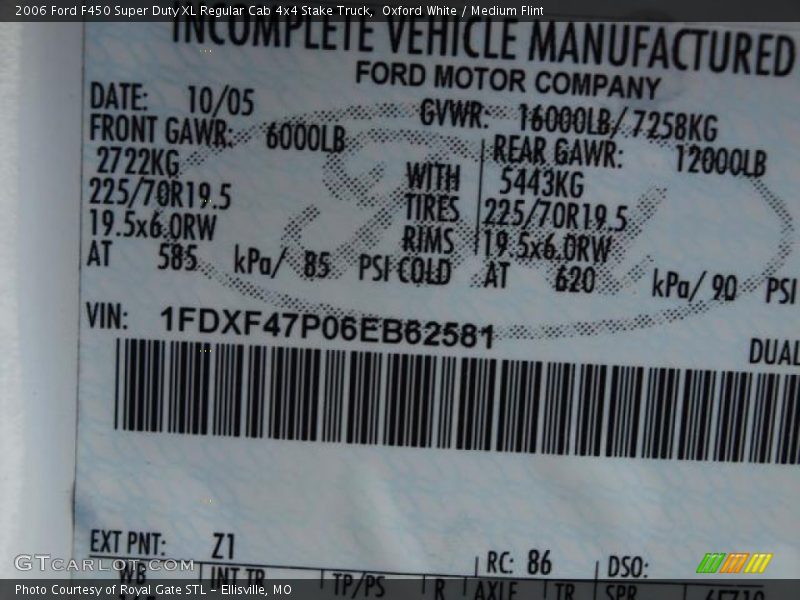 2006 Ford F450 Super Duty XL Regular Cab 4x4 Stake Truck, Oxford White / Medium Flint
INCOMPLETE VEHICLE MANUFACTURED
FORD MOTOR COMPANY
DATE: 10/05 GVWR: 16000LB/ 7258KG
FRONT GAWR: 6000LB REAR GAWR: 12000LB
2722KG WITH 5443KG
225/70R19.5 TIRES 225/70R19.5
19.5x6.0RW RIMS 19.5x6.0RW
AT 585 kPa/ 85 PSI COLD AT 620 kPa/ 90 PSI
VIN: 1FDXF47P06EB62581
DUAL
EXT PNT: Z1 RC: 86 DSO:
WB INT TR TP/PS R AXLE TR SPR
GTCARLOT.COM
Photo Courtesy of Royal Gate STL – Ellisville, MO